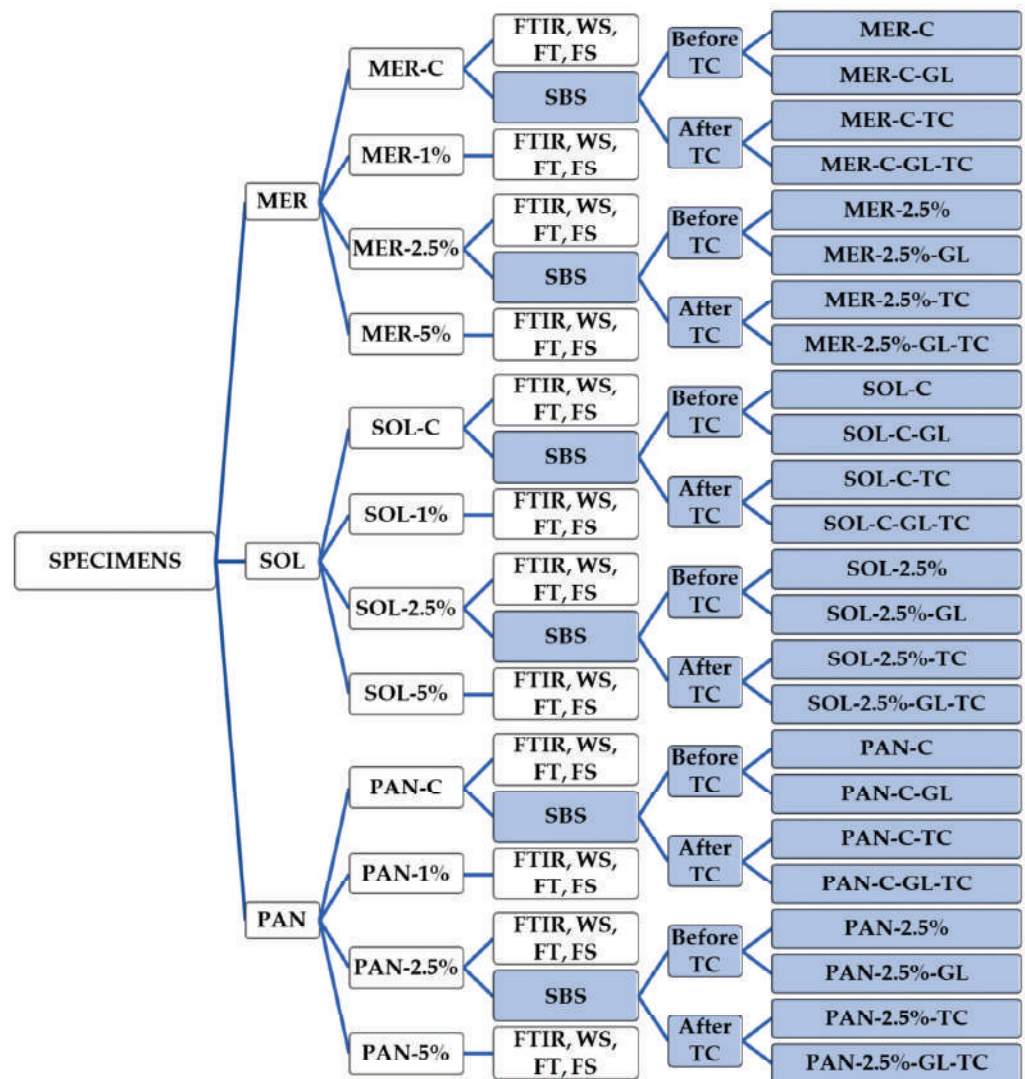 SPECIMENS
MER
MER-C
FTIR, WS,
FT, FS
SBS
Before
TC
MER-C
MER-C-GL
After
TC
MER-C-TC
MER-C-GL-TC
MER-1%
FTIR, WS,
FT, FS
MER-2.5%
FTIR, WS,
FT, FS
SBS
Before
TC
MER-2.5%
MER-2.5%-GL
After
TC
MER-2.5%-TC
MER-2.5%-GL-TC
MER-5%
FTIR, WS,
FT, FS
SOL
SOL-C
FTIR, WS,
FT, FS
SBS
Before
TC
SOL-C
SOL-C-GL
After
TC
SOL-C-TC
SOL-C-GL-TC
SOL-1%
FTIR, WS,
FT, FS
SOL-2.5%
FTIR, WS,
FT, FS
SBS
Before
TC
SOL-2.5%
SOL-2.5%-GL
After
TC
SOL-2.5%-TC
SOL-2.5%-GL-TC
SOL-5%
FTIR, WS,
FT, FS
PAN
PAN-C
FTIR, WS,
FT, FS
SBS
Before
TC
PAN-C
PAN-C-GL
After
TC
PAN-C-TC
PAN-C-GL-TC
PAN-1%
FTIR, WS,
FT, FS
PAN-2.5%
FTIR, WS,
FT, FS
SBS
Before
TC
PAN-2.5%
PAN-2.5%-GL
After
TC
PAN-2.5%-TC
PAN-2.5%-GL-TC
PAN-5%
FTIR, WS,
FT, FS